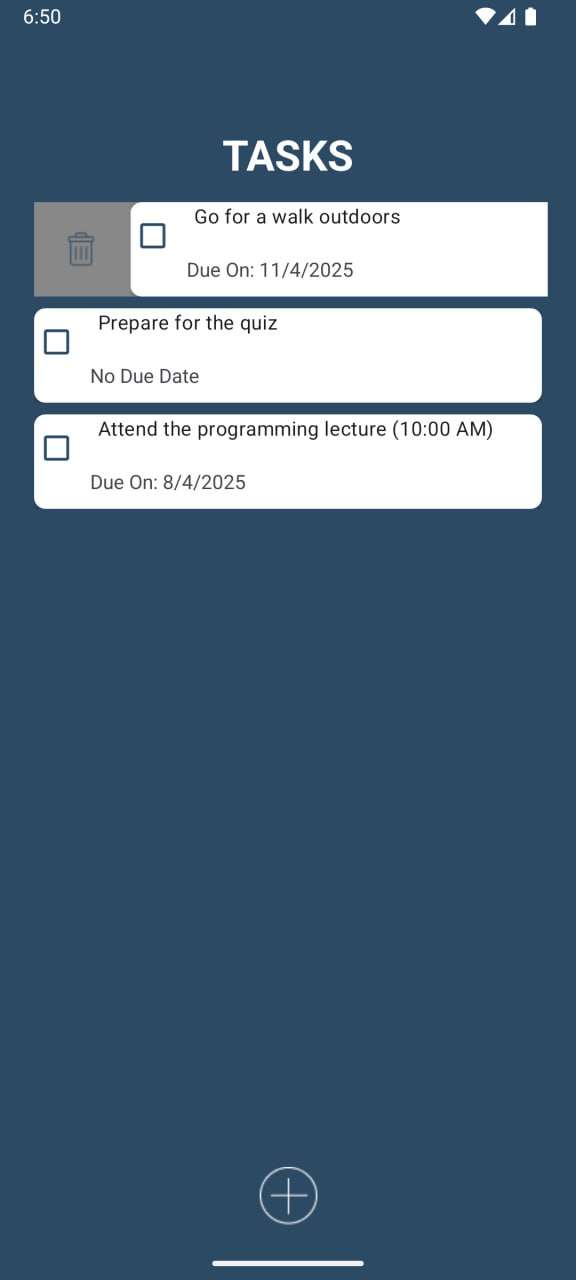 6:50
TASKS
Go for a walk outdoors
Due On: 11/4/2025
Prepare for the quiz
No Due Date
Attend the programming lecture (10:00 AM)
Due On: 8/4/2025